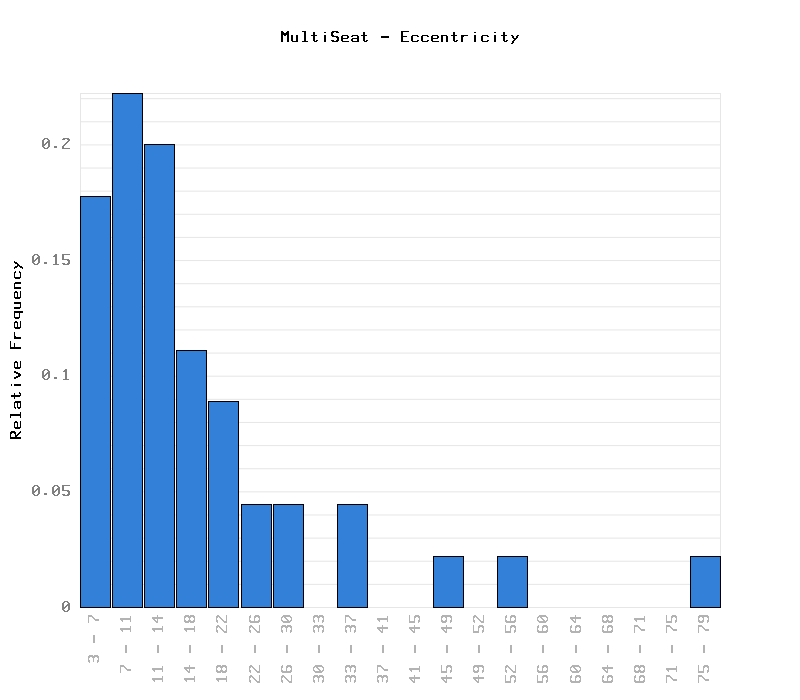 MultiSeat - Eccentricity
Relative Frequency
0.2
0.15
0.1
0.05
0
3 - 7
7 - 11
11 - 14
14 - 18
18 - 22
22 - 26
26 - 30
30 - 33
33 - 37
37 - 41
41 - 45
45 - 49
49 - 52
52 - 56
56 - 60
60 - 64
64 - 68
68 - 71
71 - 75
75 - 79